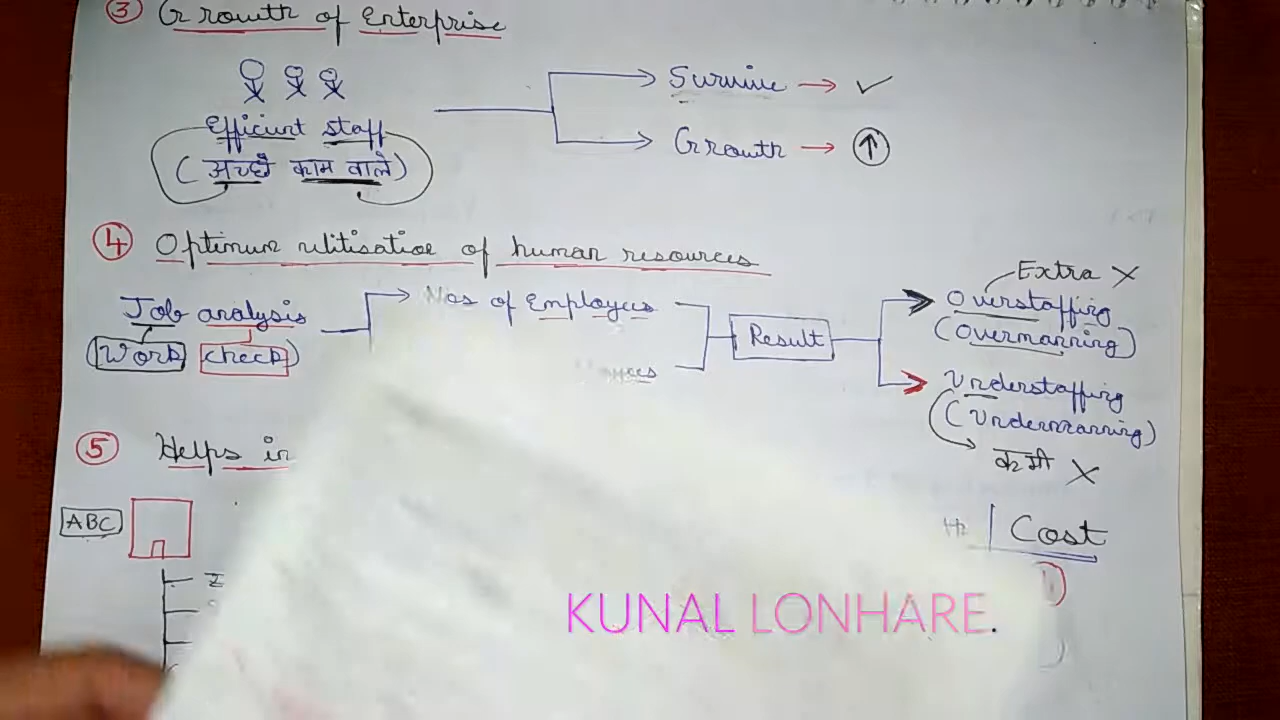 ③ Growth of Enterprise
Efficient staff
(अच्छे काम वाले)
Survive → ✓
Growth → ↑
④ Optimum utitisatioe of human resources
Job analysis
(Work check)
Nos of Employees
Result
Extra X
Overstaffing
(Overmanning)
Understaffing
(Undermanning)
कमी X
⑤ Helps in
ABC
Cost
KUNAL LONHARE.